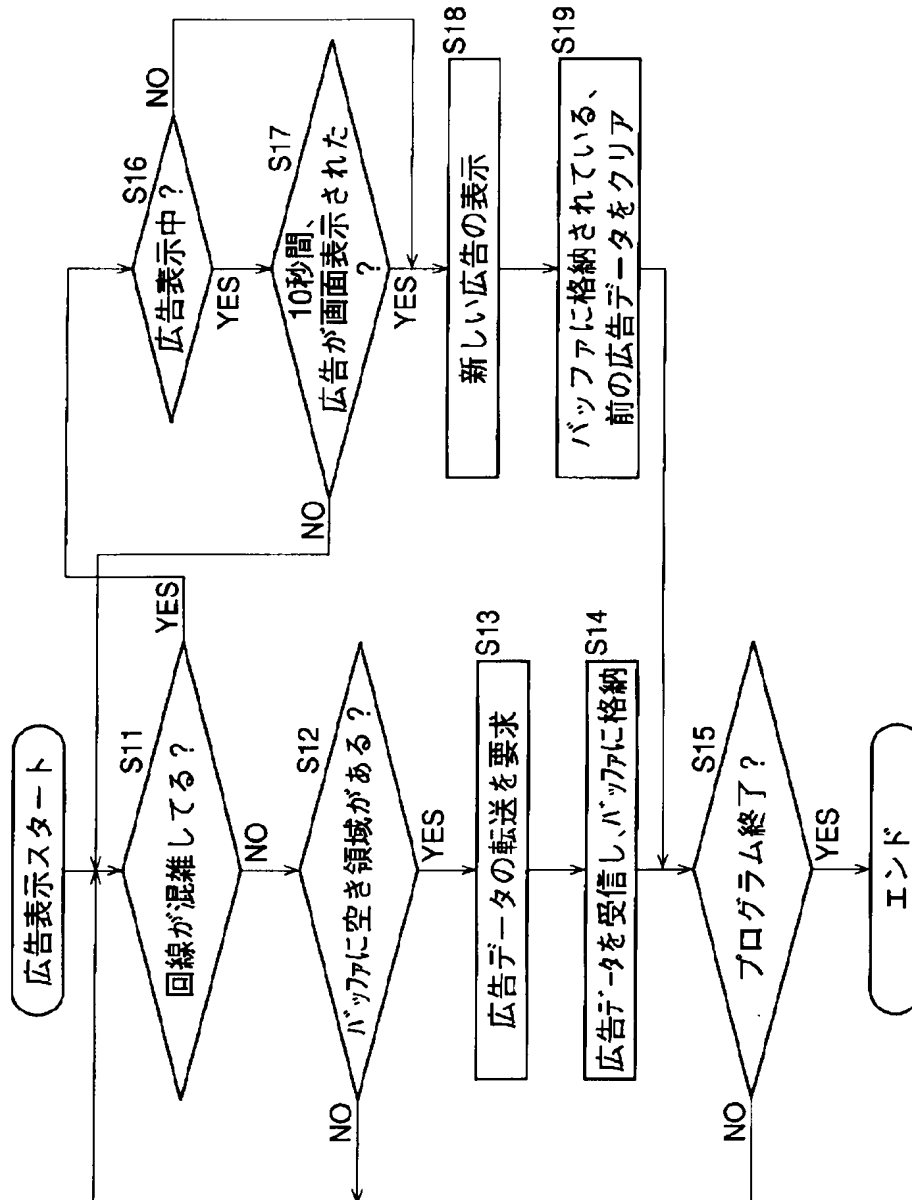 広告表示スタート
S11
回線が混雑してる？
YES
NO
S12
バッファに空き領域がある？
NO
YES
S13
広告データの転送を要求
S14
広告データを受信し、バッファに格納
S15
プログラム終了？
NO
YES
エンド
S16
広告表示中？
NO
YES
S17
10秒間、
広告が画面表示された
？
NO
YES
S18
新しい広告の表示
S19
バッファに格納されている、
前の広告データをクリア